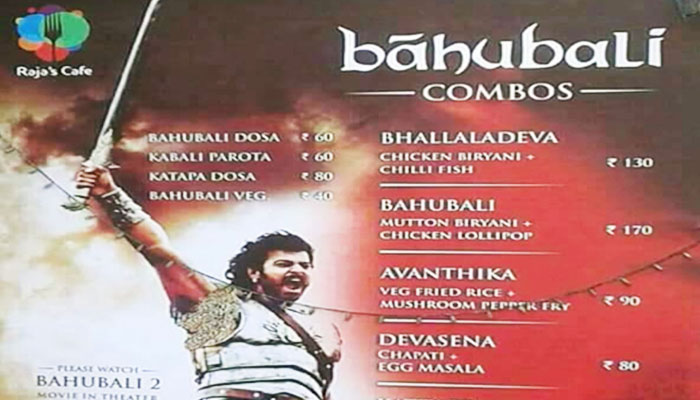 Raja's Cafe
bāhubali
COMBOS
BAHUBALI DOSA ₹ 60
KABALI PAROTA ₹ 60
KATAPA DOSA ₹ 80
BAHUBALI VEG ₹ 40
BHALLALADEVA
CHICKEN BIRYANI +
CHILLI FISH ₹ 130
BAHUBALI
MUTTON BIRYANI +
CHICKEN LOLLIPOP ₹ 170
AVANTHIKA
VEG FRIED RICE +
MUSHROOM PEPPER FRY ₹ 90
DEVASENA
CHAPATI +
EGG MASALA ₹ 80
PLEASE WATCH
BAHUBALI 2
MOVIE IN THEATER